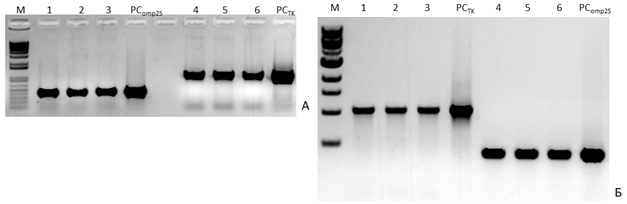 M 1 2 3 PComp25 4 5 6 PCTK
А
M 1 2 3 PCTK 4 5 6 PComp25
Б